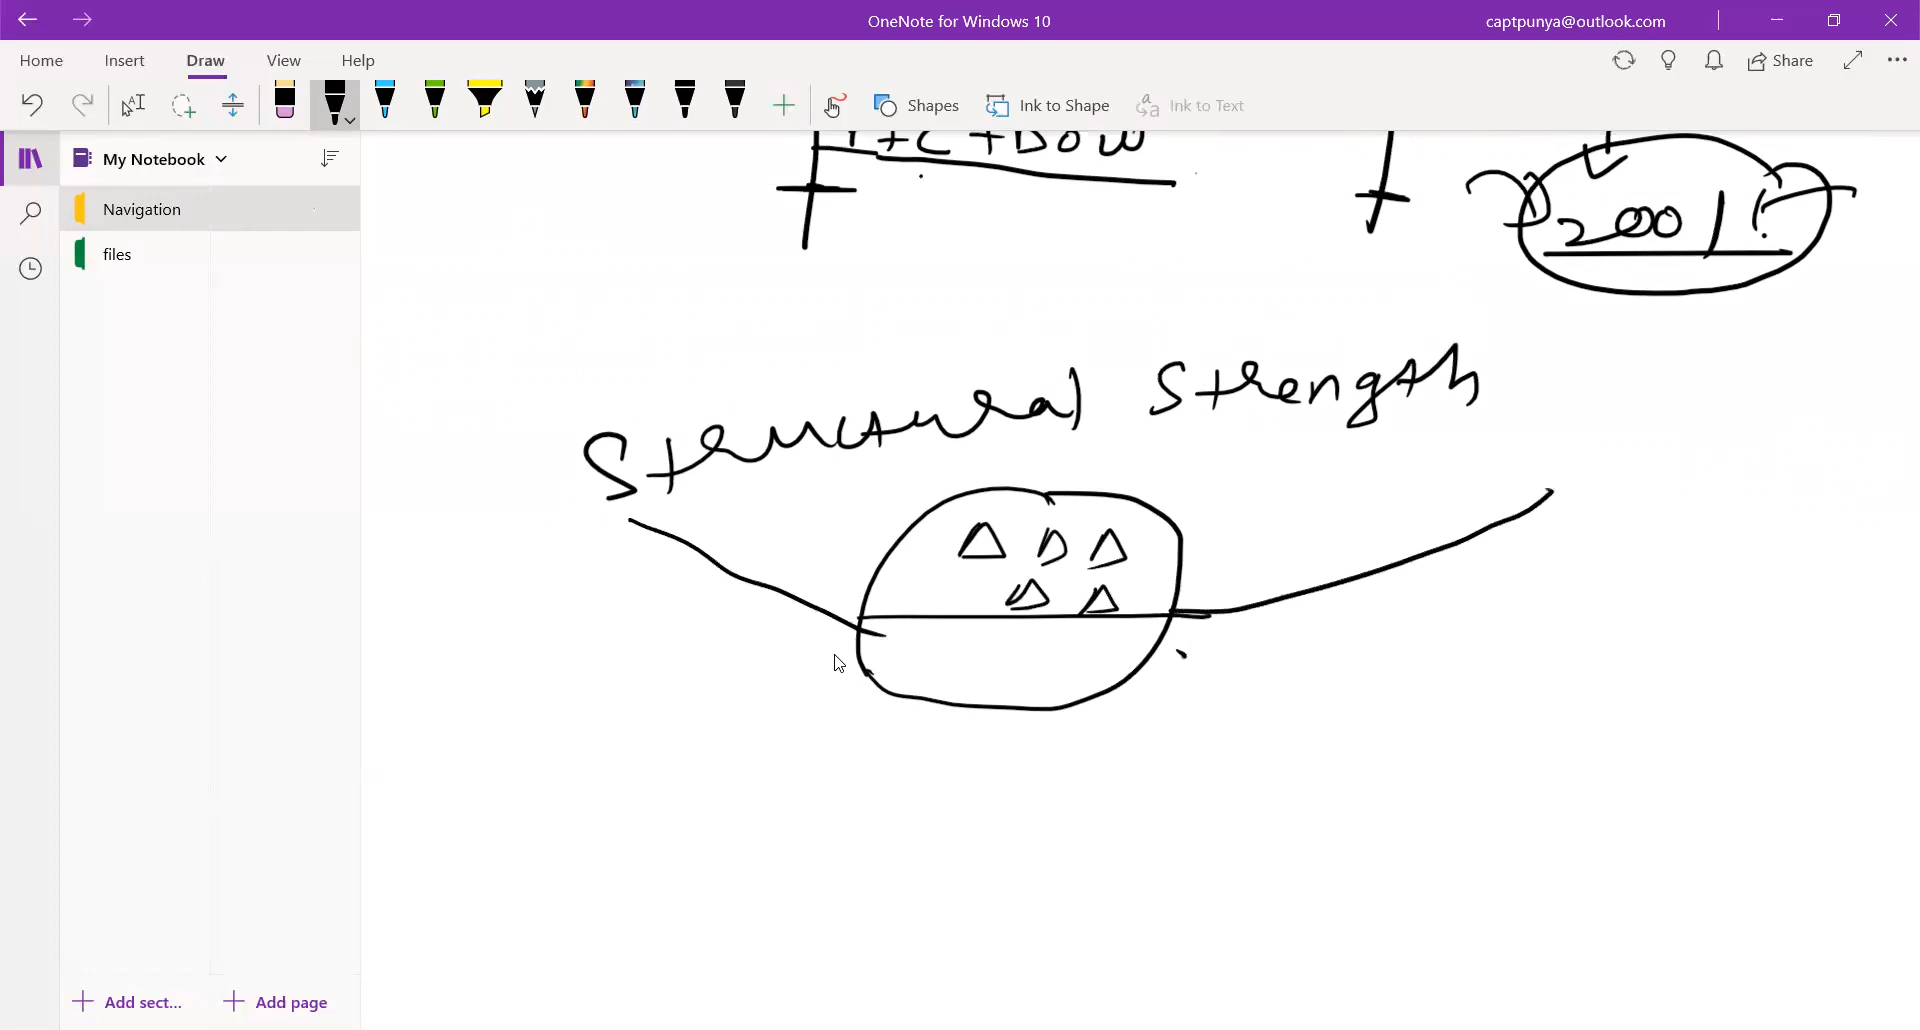 OneNote for Windows 10
captpunya@outlook.com
Home Insert Draw View Help
Share
Shapes
Ink to Shape
Ink to Text
My Notebook
Navigation
files
+C+BOW
2001
Structural Strength
Add sect...
Add page